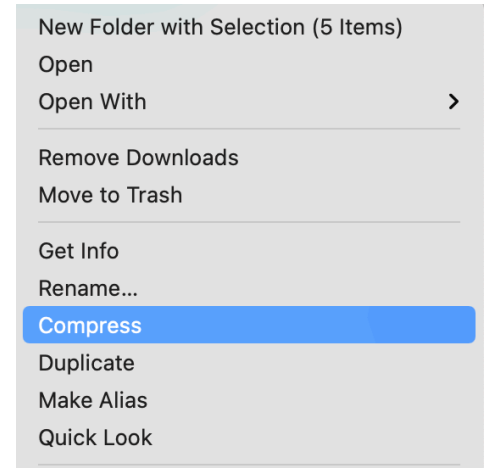 New Folder with Selection (5 Items)
Open
Open With
Remove Downloads
Move to Trash
Get Info
Rename...
Compress
Duplicate
Make Alias
Quick Look